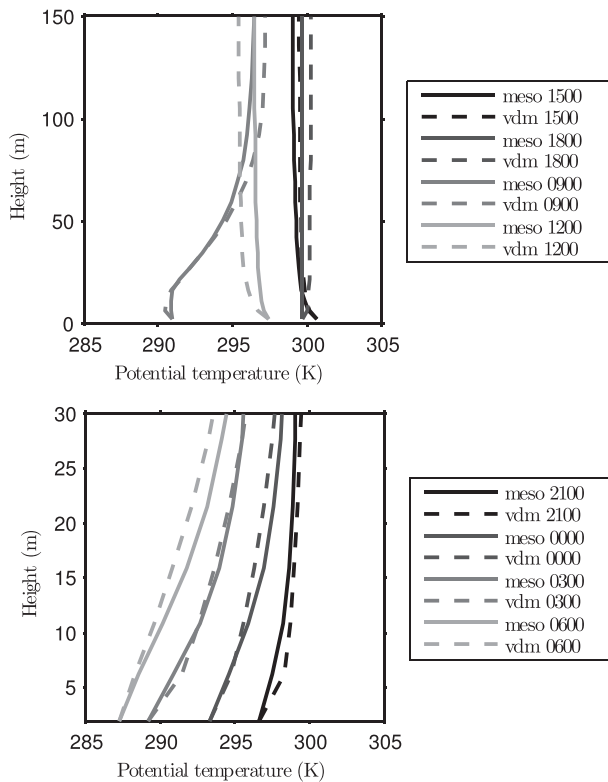 150
100
50
0
Height (m)
285 290 295 300 305
Potential temperature (K)
meso 1500
vdm 1500
meso 1800
vdm 1800
meso 0900
vdm 0900
meso 1200
vdm 1200
30
25
20
15
10
5
Height (m)
285 290 295 300 305
Potential temperature (K)
meso 2100
vdm 2100
meso 0000
vdm 0000
meso 0300
vdm 0300
meso 0600
vdm 0600